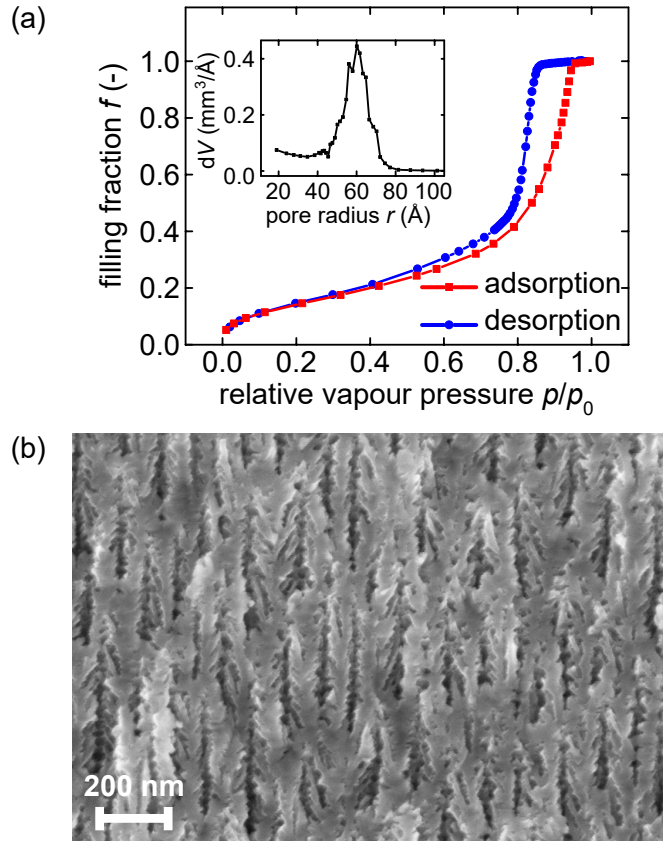 (a)
filling fraction f (-)
1.0
0.8
0.6
0.4
0.2
0.0
dV (mm³/Å)
0.4
0.2
0.0
20 40 60 80 100
pore radius r (Å)
adsorption
desorption
0.0 0.2 0.4 0.6 0.8 1.0
relative vapour pressure p/p₀
(b)
200 nm